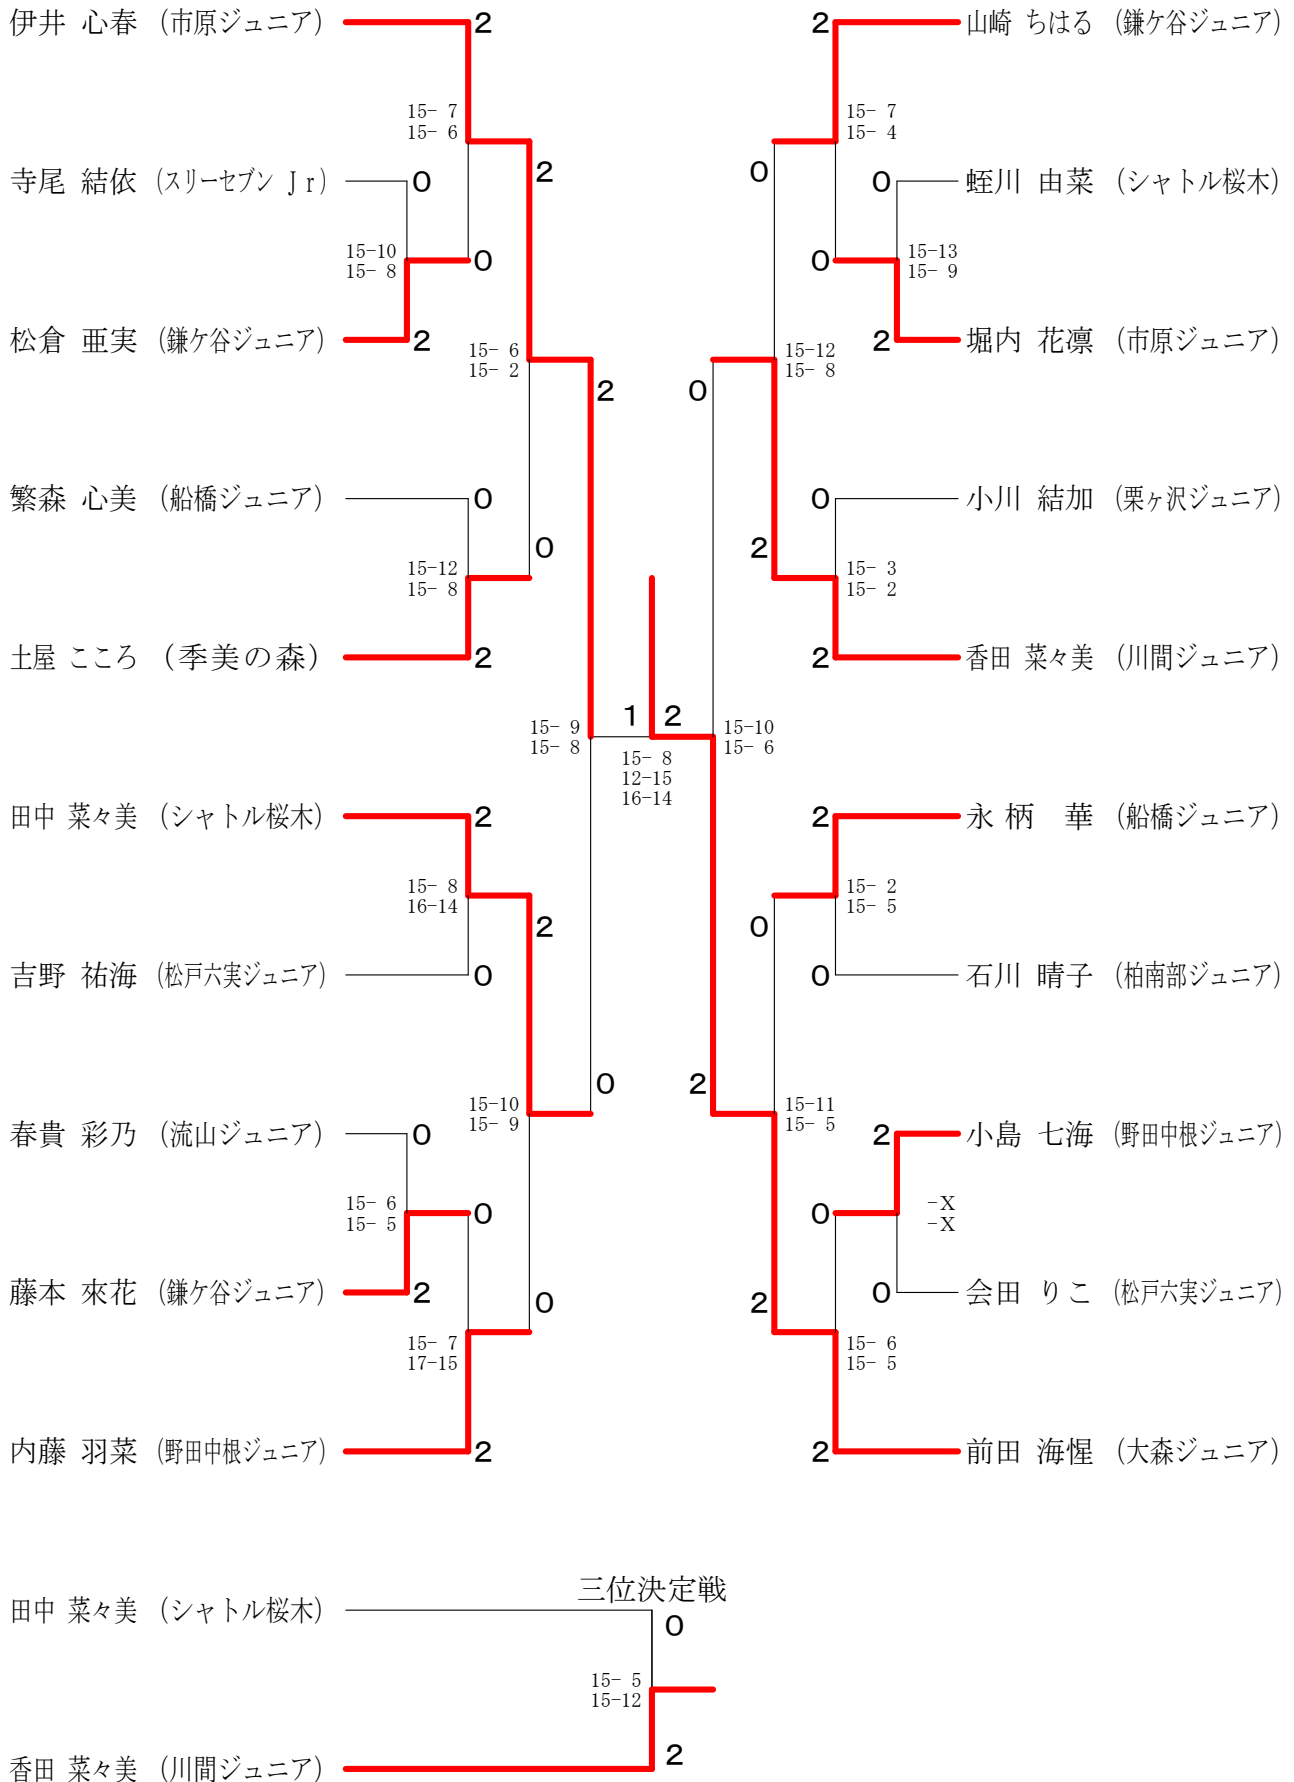 伊井 心春 (市原ジュニア) 2
15- 7
15- 6
2
寺尾 結依 (スリーセブン Ｊｒ) 0
15-10
15- 8
0
松倉 亜実 (鎌ケ谷ジュニア) 2
15- 6
15- 2
2
繁森 心美 (船橋ジュニア) 0
0
15-12
15- 8
土屋 こころ (季美の森) 2
15- 9
15- 8
田中 菜々美 (シャトル桜木) 2
15- 8
16-14
2
吉野 祐海 (松戸六実ジュニア) 0
0
15-10
15- 9
春貴 彩乃 (流山ジュニア) 0
15- 6
15- 5
0
藤本 來花 (鎌ケ谷ジュニア) 2
0
15- 7
17-15
内藤 羽菜 (野田中根ジュニア) 2
1 2
15- 8
12-15
16-14
2 山崎 ちはる (鎌ケ谷ジュニア)
15- 7
15- 4
0
0 蛭川 由菜 (シャトル桜木)
0
15-13
15- 9
2 堀内 花凛 (市原ジュニア)
15-12
15- 8
0
0 小川 結加 (栗ヶ沢ジュニア)
2
15- 3
15- 2
2 香田 菜々美 (川間ジュニア)
15-10
15- 6
2 永柄 華 (船橋ジュニア)
15- 2
15- 5
0
0 石川 晴子 (柏南部ジュニア)
2
15-11
15- 5
2 小島 七海 (野田中根ジュニア)
0
-X
-X
0 会田 りこ (松戸六実ジュニア)
2
15- 6
15- 5
2 前田 海惺 (大森ジュニア)
三位決定戦
田中 菜々美 (シャトル桜木)
0
15- 5
15-12
2
香田 菜々美 (川間ジュニア)